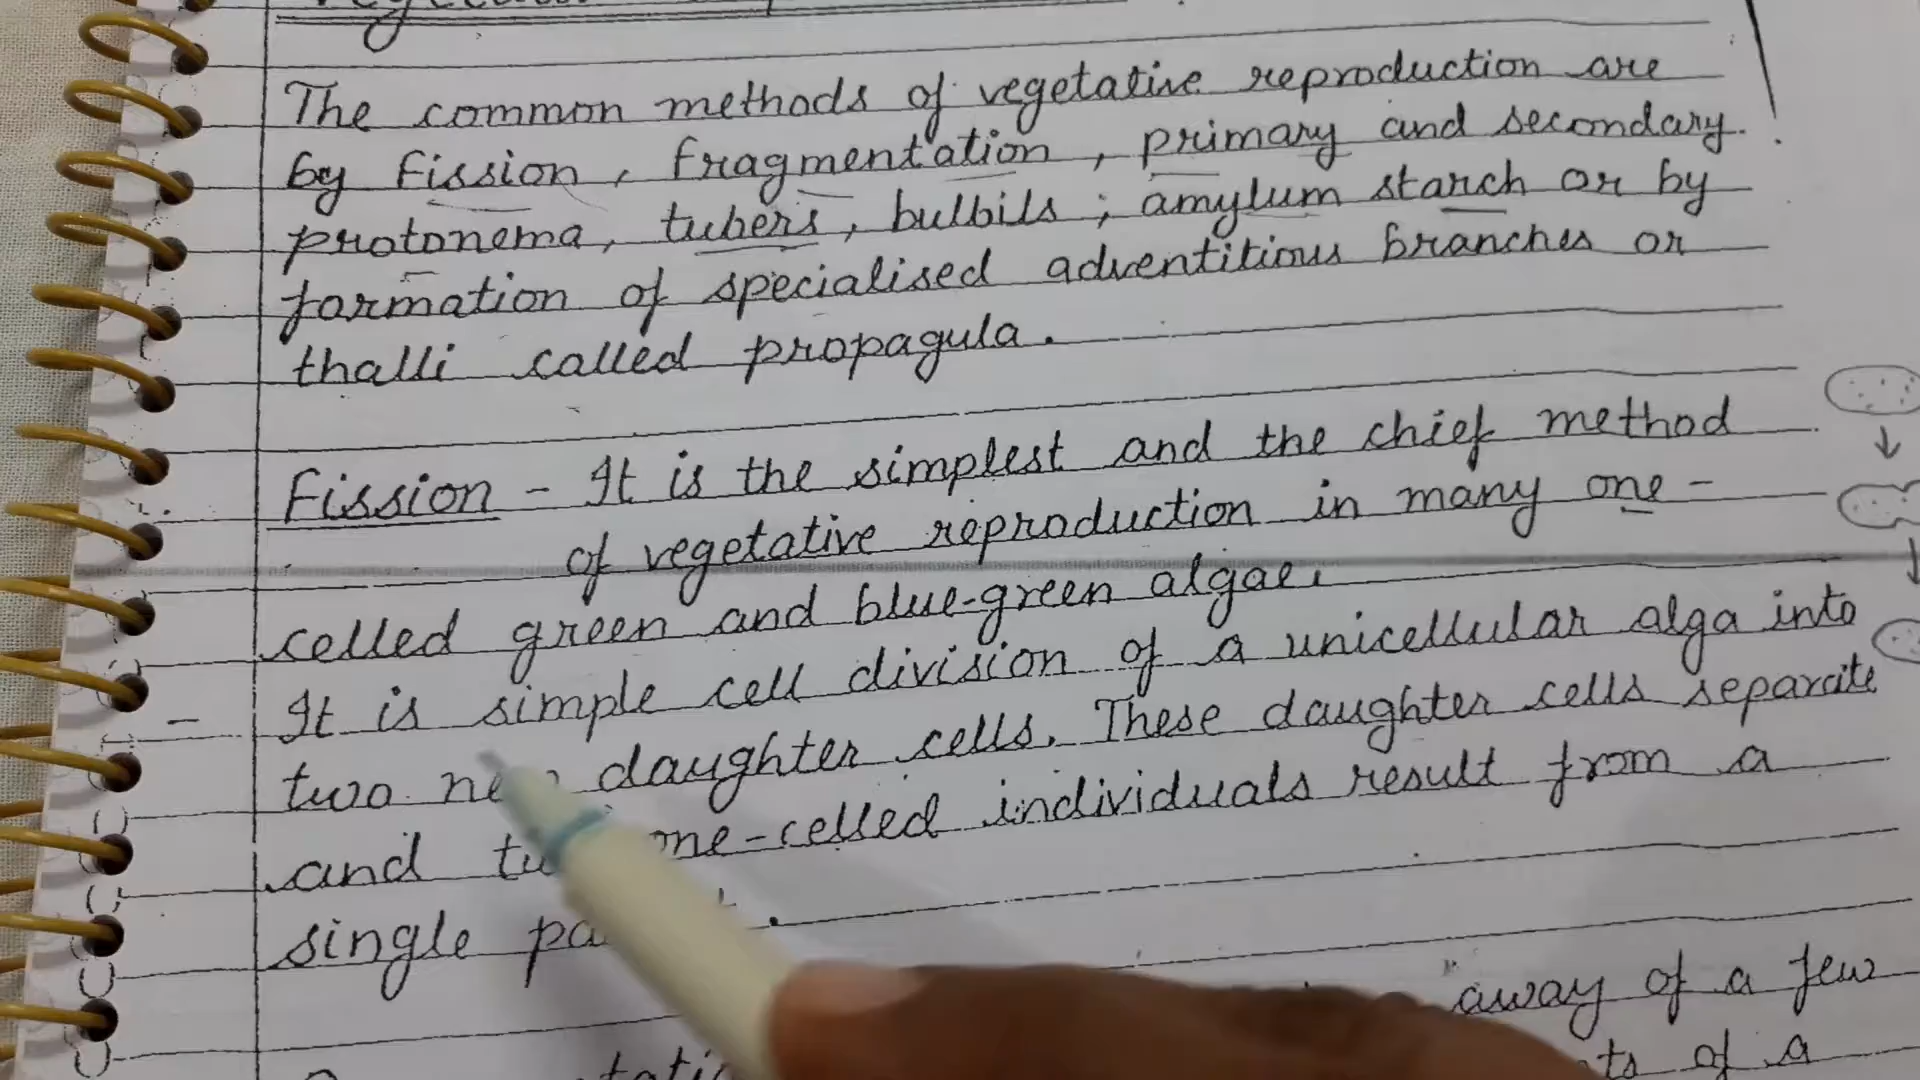 The common methods of vegetative reproduction are
by fission, fragmentation, primary and secondary
protonema, tubers, bulbils; amylum starch or by
formation of specialised adventitious branches or
thalli called propagula.
Fission - It is the simplest and the chief method
of vegetative reproduction in many one-
celled green and blue-green algae.
- It is simple cell division of a unicellular alga into
two daughter cells. These daughter cells separate
and one-celled individuals result from a
single
away of a few
of a